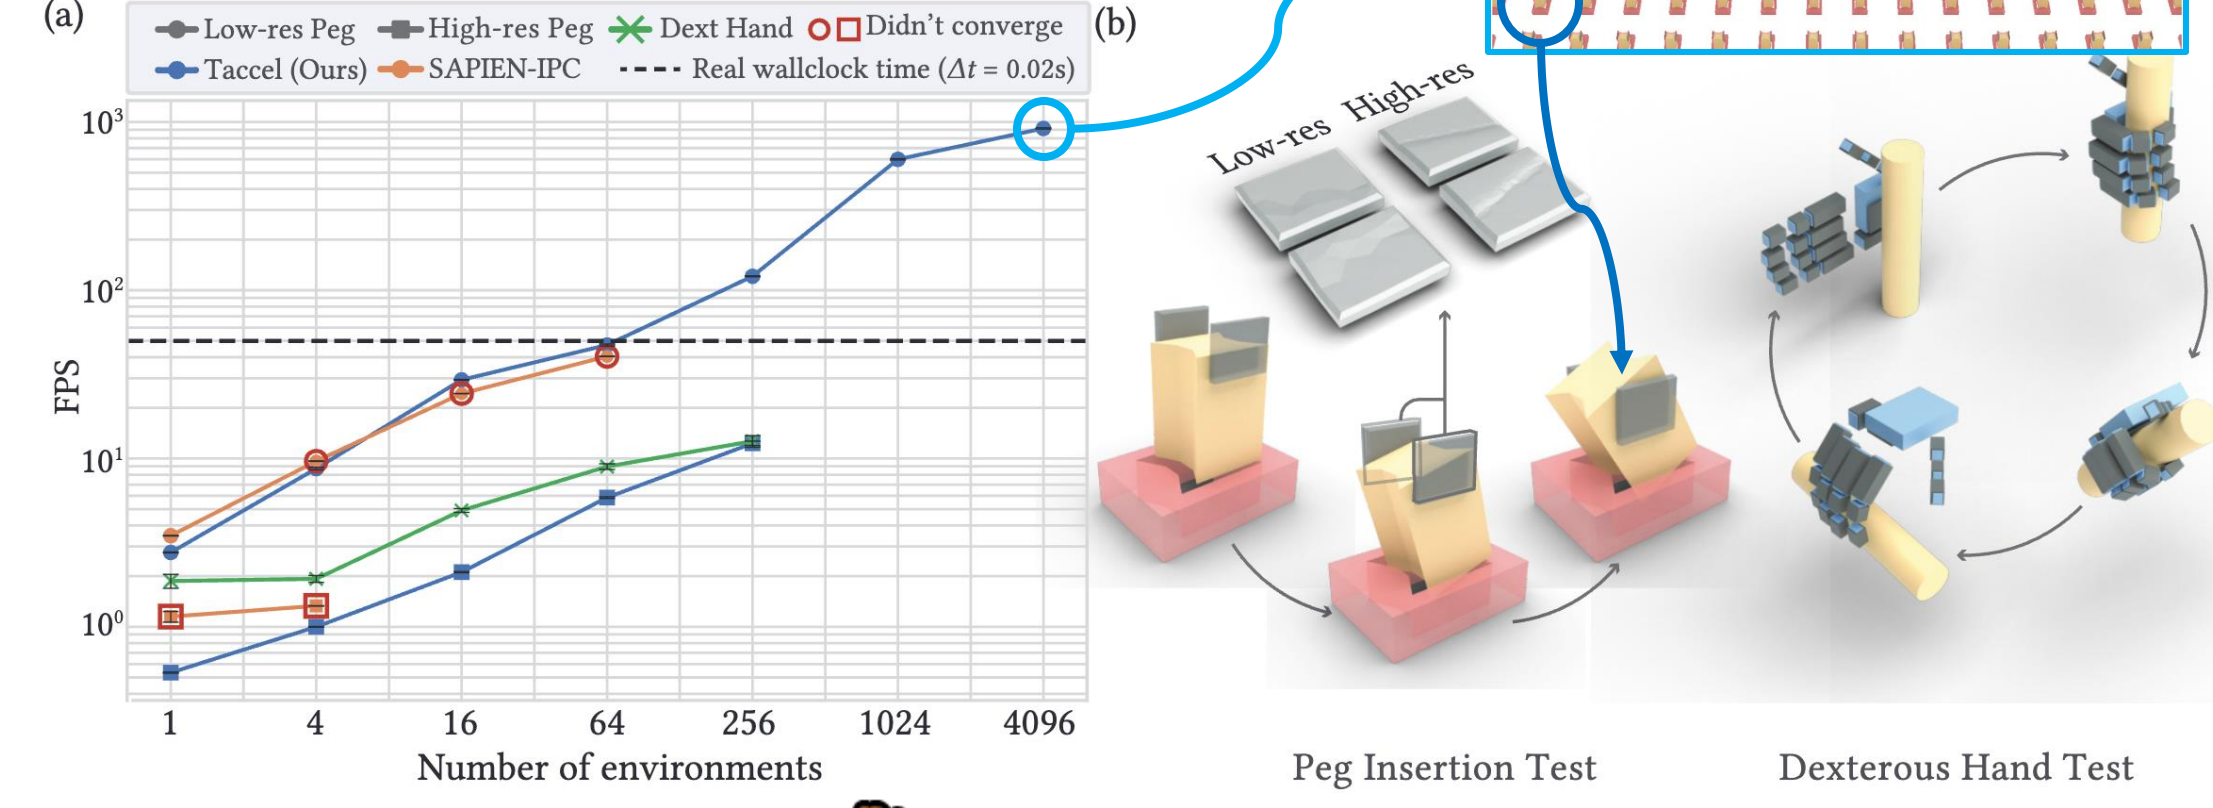 (a)
Low-res Peg High-res Peg Dext Hand Didn't converge
Taccel (Ours) SAPIEN-IPC Real wallclock time (Δt = 0.02s)
10³
10²
10¹
10⁰
FPS
1 4 16 64 256 1024 4096
Number of environments
(b)
Low-res High-res
Peg Insertion Test
Dexterous Hand Test